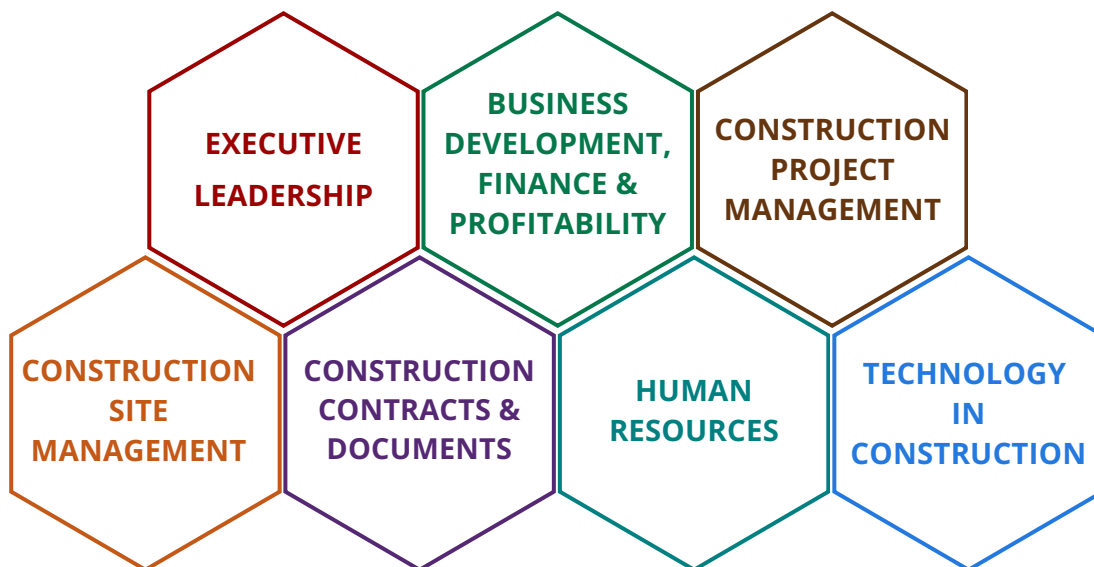 EXECUTIVE
LEADERSHIP
BUSINESS
DEVELOPMENT,
FINANCE &
PROFITABILITY
CONSTRUCTION
PROJECT
MANAGEMENT
CONSTRUCTION
SITE
MANAGEMENT
CONSTRUCTION
CONTRACTS &
DOCUMENTS
HUMAN
RESOURCES
TECHNOLOGY
IN
CONSTRUCTION